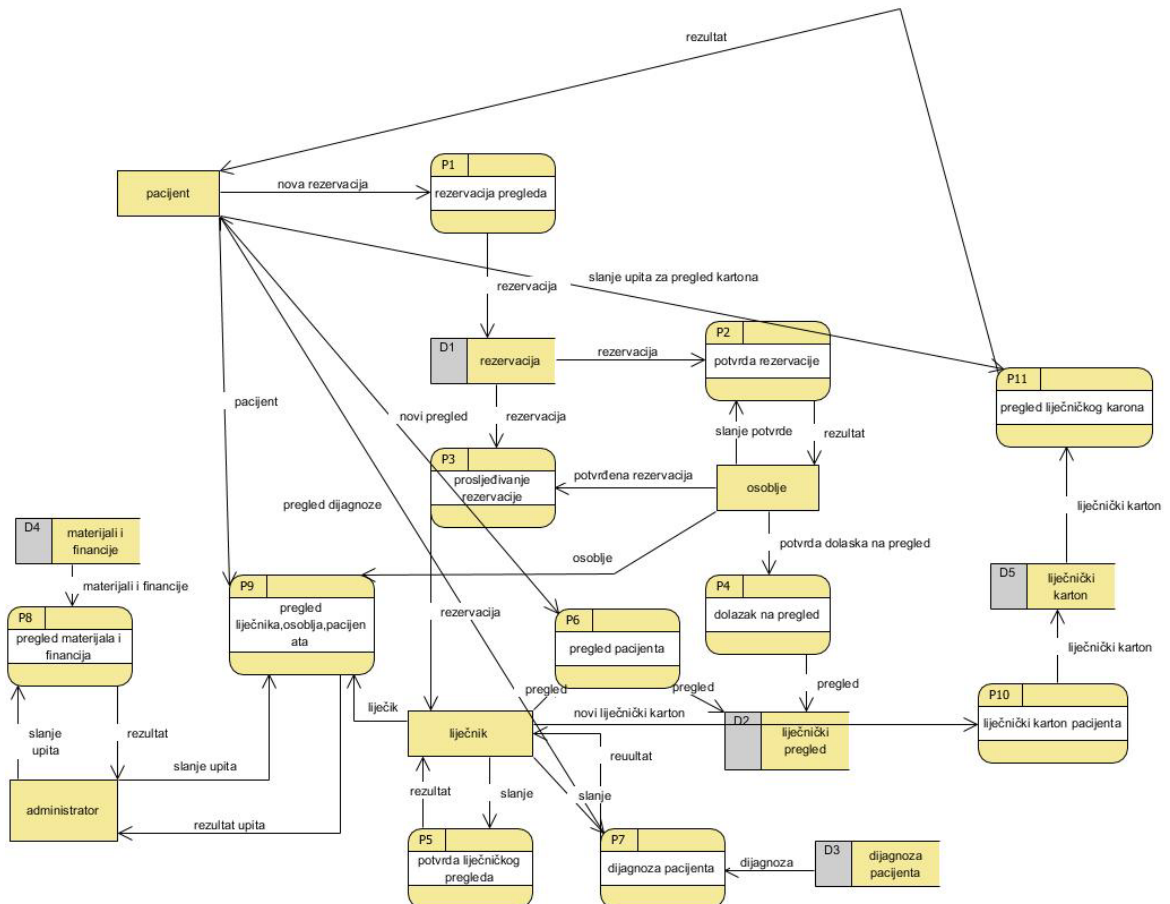 rezultat
P1
pacijent
nova rezervacija
rezervacija pregleda
slanje upita za pregled kartona
rezervacija
D1
rezervacija
rezervacija
P2
potvrda rezervacije
P11
pregled liječničkog karona
pacijent
novi pregled
rezervacija
slanje potvrde
rezultat
P3
prosljeđivanje
rezervacije
potvrđena rezervacija
osoblje
pregled dijagnoze
liječnički karton
D4
materijali i
financije
potvrda dolaska na pregled
osoblje
D5
liječnički
karton
materijali i financije
P9
pregled
liječnika,osoblja,pacijen
ata
rezervacija
P4
dolazak na pregled
P8
pregled materijala i
financija
P6
pregled pacijenta
liječnički karton
pregled
pregled
pregled
P10
liječnički karton pacijenta
liječik
novi liječnički karton
D2
liječnički
pregled
liječnik
slanje
upita
rezultat
reuultat
slanje upita
rezultat
slanje
slanje
administrator
rezultat upita
P5
potvrda liječničkog
pregleda
P7
dijagnoza pacijenta
dijagnoza
D3
dijagnoza
pacijenta